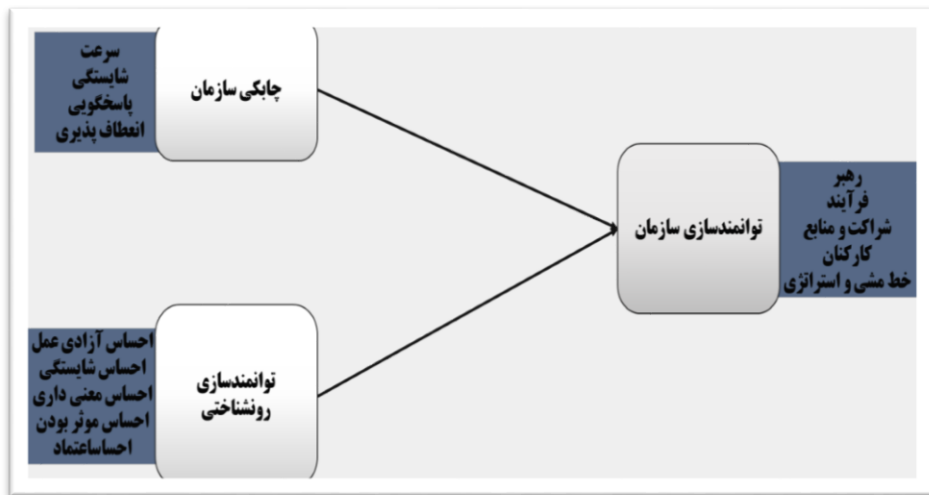 سرعت
شایستگی
پاسخگویی
انعطاف پذیری
چابکی سازمان
رهبر
فرآیند
شراکت و منابع
کارکنان
خط مشی و استراتژی
توانمندسازی سازمان
احساس آزادی عمل
احساس شایستگی
احساس معنی داری
احساس موثر بودن
احساساعتماد
توانمندسازی
رونشناختی